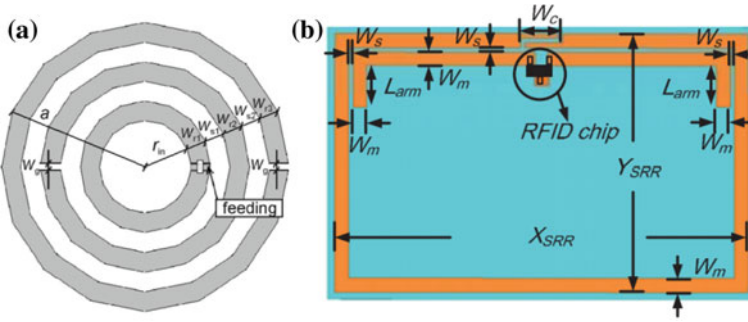 (a)
a
r_in
W_r1
W_s1
W_r2
W_s2
W_r3
W_g
W_g
feeding
(b)
W_c
W_s
W_s
W_s
W_m
L_arm
L_arm
RFID chip
W_m
W_m
Y_SRR
X_SRR
W_m